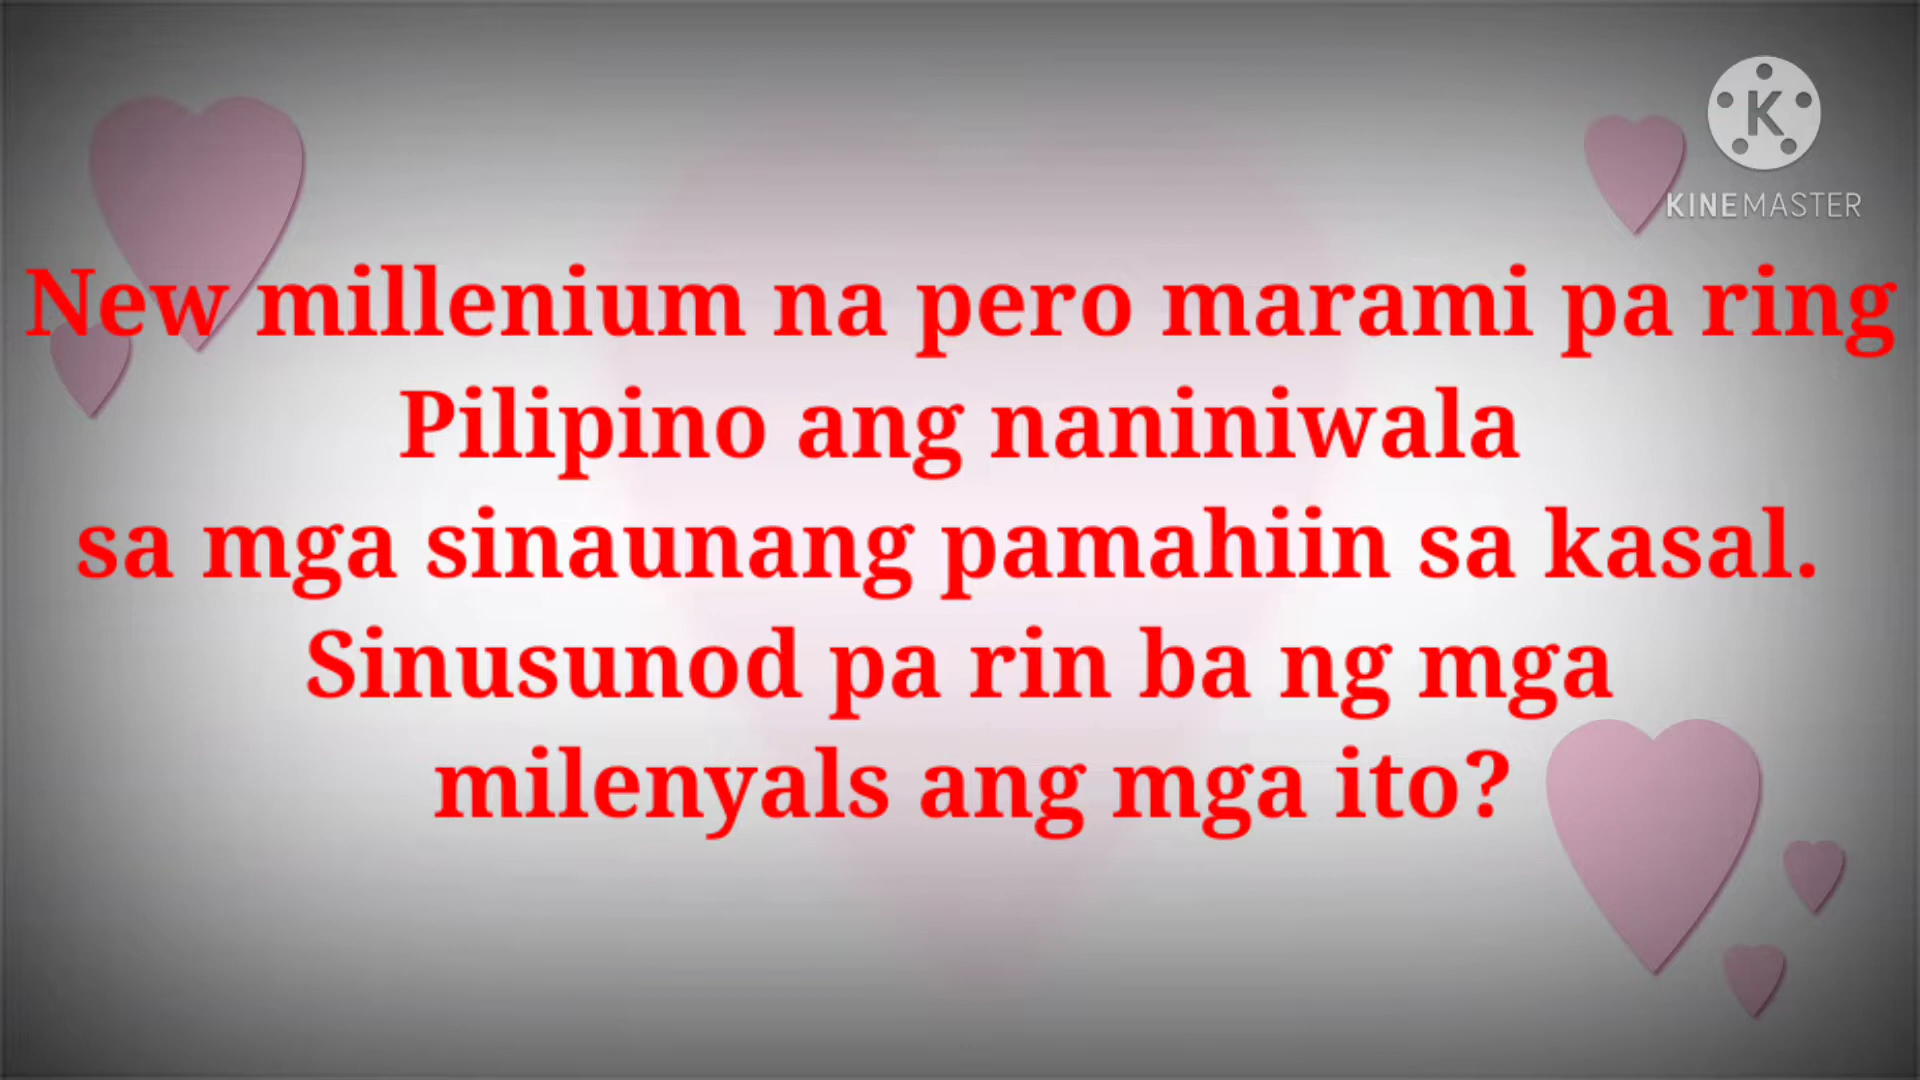 K
KINEMASTER
New millenium na pero marami pa ring
Pilipino ang naniniwala
sa mga sinaunang pamahiin sa kasal.
Sinusunod pa rin ba ng mga
milenyals ang mga ito?